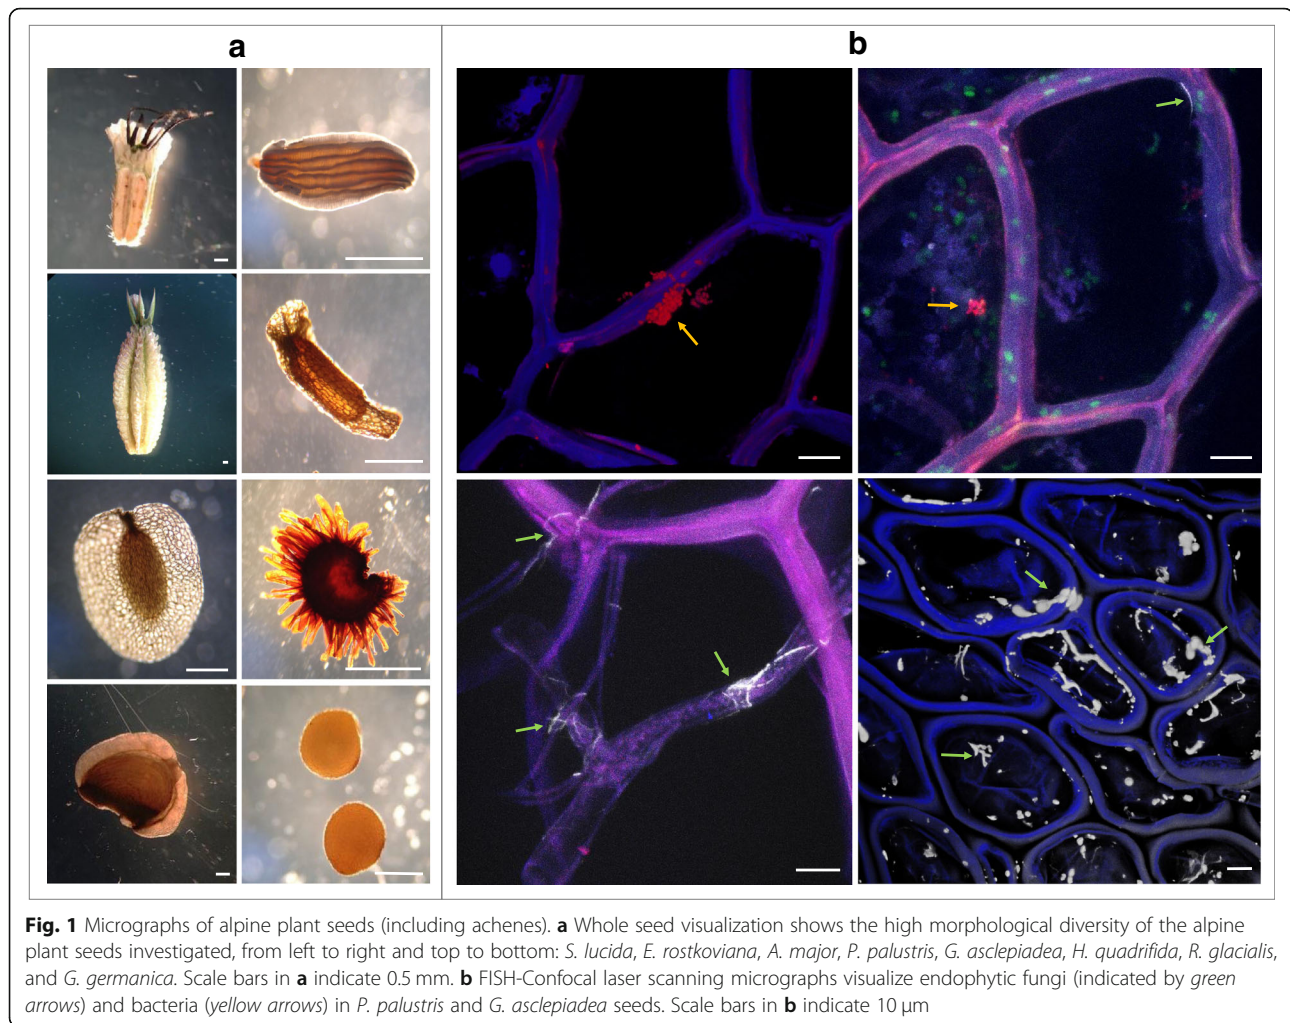 a
b
Fig. 1 Micrographs of alpine plant seeds (including achenes). a Whole seed visualization shows the high morphological diversity of the alpine
plant seeds investigated, from left to right and top to bottom: S. lucida, E. rostkoviana, A. major, P. palustris, G. asclepiadea, H. quadrifida, R. glacialis,
and G. germanica. Scale bars in a indicate 0.5 mm. b FISH-Confocal laser scanning micrographs visualize endophytic fungi (indicated by green
arrows) and bacteria (yellow arrows) in P. palustris and G. asclepiadea seeds. Scale bars in b indicate 10 μm